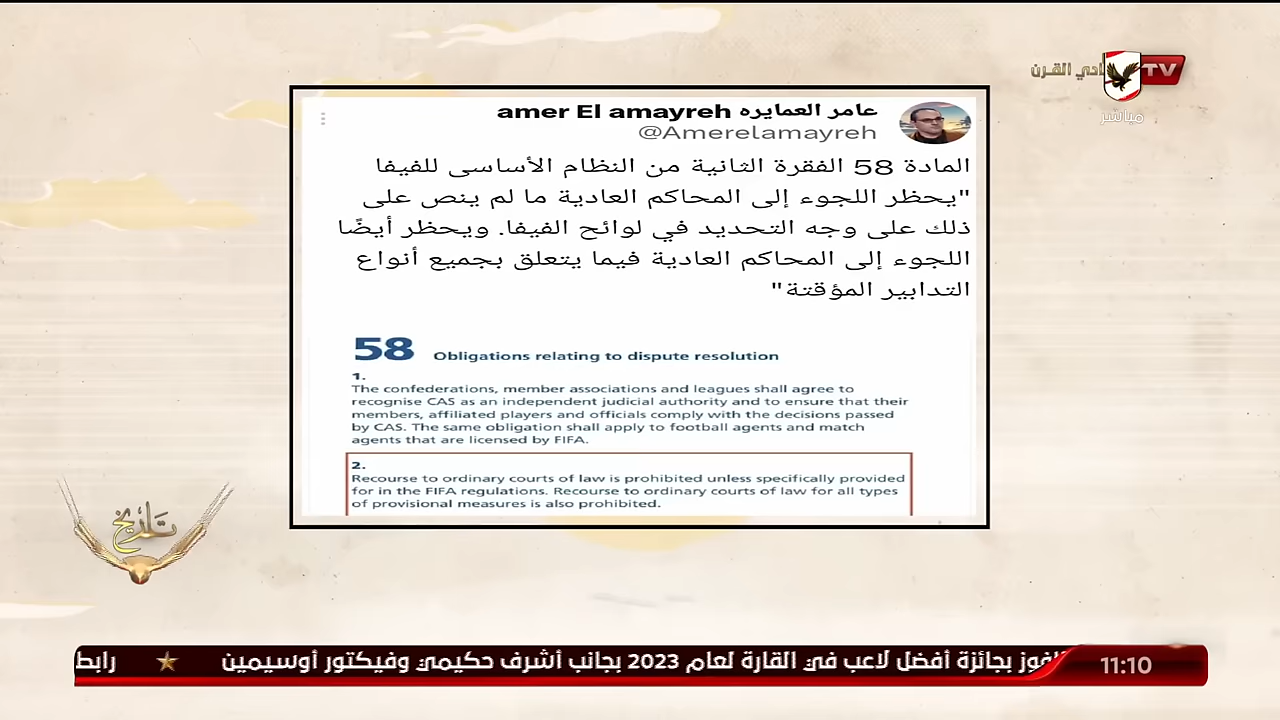 نادي القرن
TV
مباشر
عامر العمايره amer El amayreh
@Amerelamayreh
المادة 58 الفقرة الثانية من النظام الأساسى للفيفا
"يحظر اللجوء إلى المحاكم العادية ما لم ينص على
ذلك على وجه التحديد في لوائح الفيفا. ويحظر أيضًا
اللجوء إلى المحاكم العادية فيما يتعلق بجميع أنواع
التدابير المؤقتة"
58 Obligations relating to dispute resolution
1.
The confederations, member associations and leagues shall agree to
recognise CAS as an independent judicial authority and to ensure that their
members, affiliated players and officials comply with the decisions passed
by CAS. The same obligation shall apply to football agents and match
agents that are licensed by FIFA.
2.
Recourse to ordinary courts of law is prohibited unless specifically provided
for in the FIFA regulations. Recourse to ordinary courts of law for all types
of provisional measures is also prohibited.
تاريخ
بجائزة أفضل لاعب في القارة لعام 2023 بجانب أشرف حكيمي وفيكتور أوسيمين
11:10